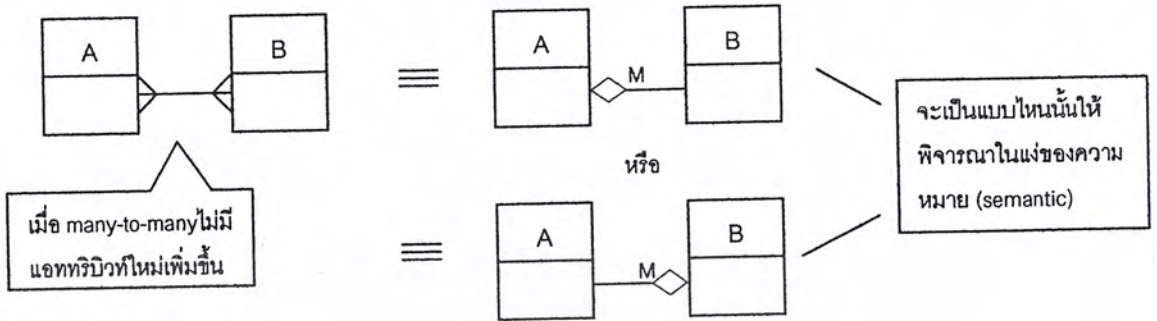 A
B
เมื่อ many-to-manyไม่มี
แอททริบิวท์ใหม่เพิ่มขึ้น
A
M
B
หรือ
A
M
B
จะเป็นแบบไหนนั้นให้
พิจารณาในแง่ของความ
หมาย (semantic)